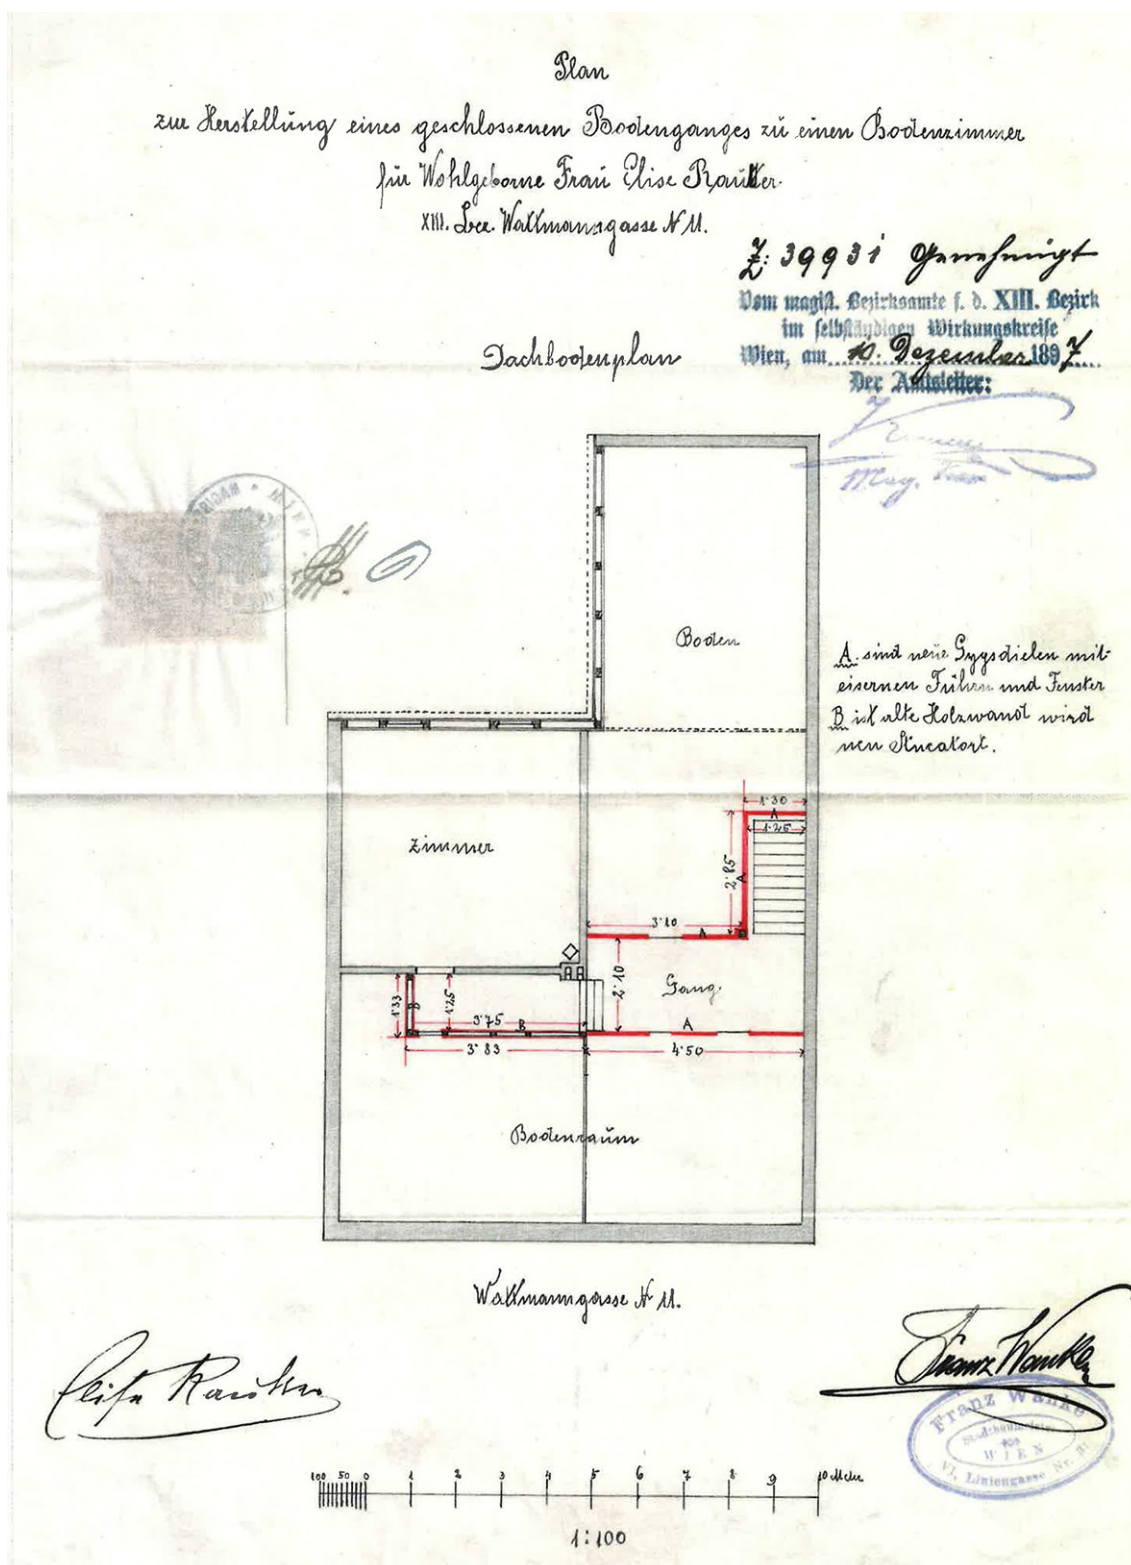 Plan
zur Herstellung eines geschlossenen Bodenganges zu einen Bodenzimmer
für Wohlgeborne Frau Elise
XIII. Bez. Wattmanngasse N 11.
Z: 39931 Genehmigt
Vom magist. Bezirksamte f. d. XIII. Bezirk
im selbständigen Wirkungskreise
Wien, am 10. Dezember 1897
Der Amtsleiter:
Dachbodenplan
Boden
A. sind neue Gypsdielen mit
eisernen Thüren und Fenster
B ist alte Holzwand wird
neu Stucatort.
1·30
A
1·25
Zimmer
2·85
A
3·10
A
2·10
Gang.
1·33
B
1·25
3·75
B
A
3·83
4·50
Bodenraum
Wattmanngasse N 11.
Franz Wanke
Franz Wanke
Stadtbaumeister
WIEN
VI, Liniengasse Nr.
100 50 0 1 2 3 4 5 6 7 8 9 10 Meter
1:100